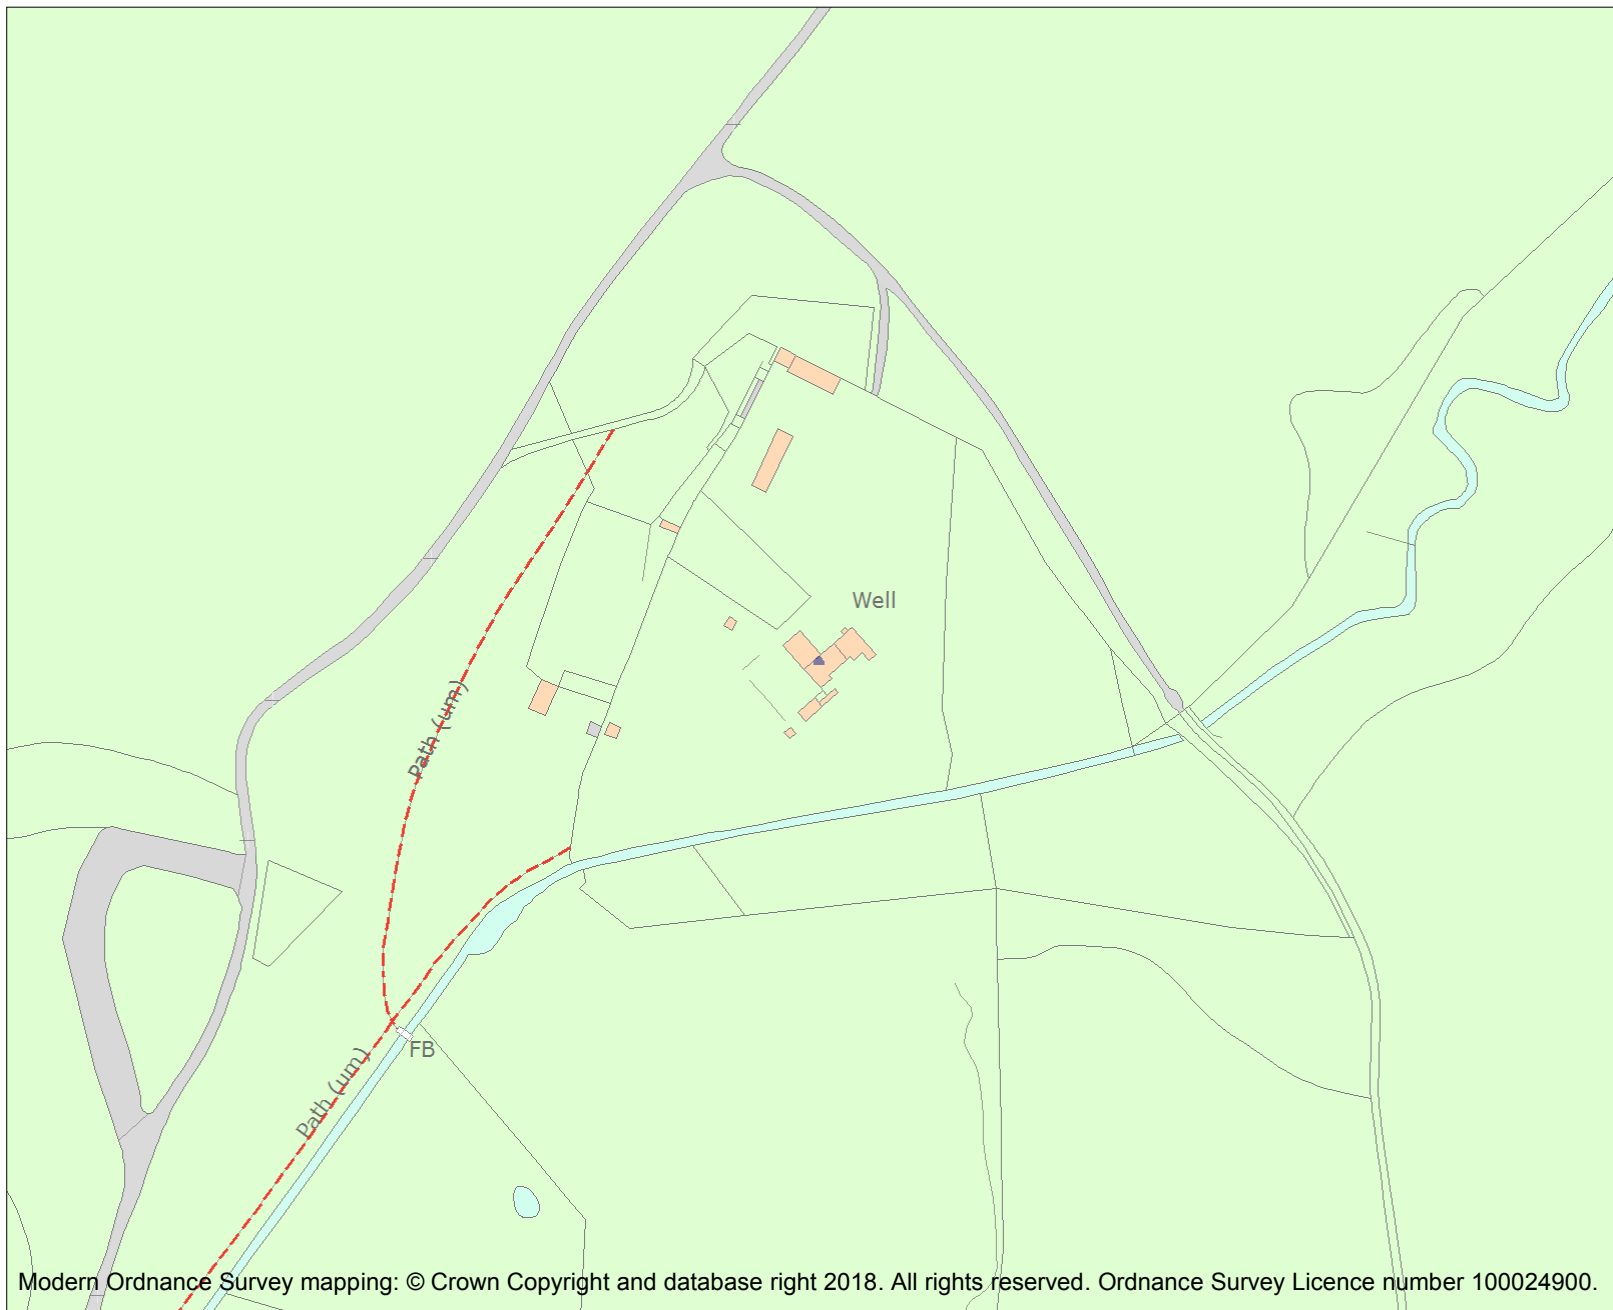 Well
Path (um)
FB
Path (um)
Modern Ordnance Survey mapping: © Crown Copyright and database right 2018. All rights reserved. Ordnance Survey Licence number 100024900.